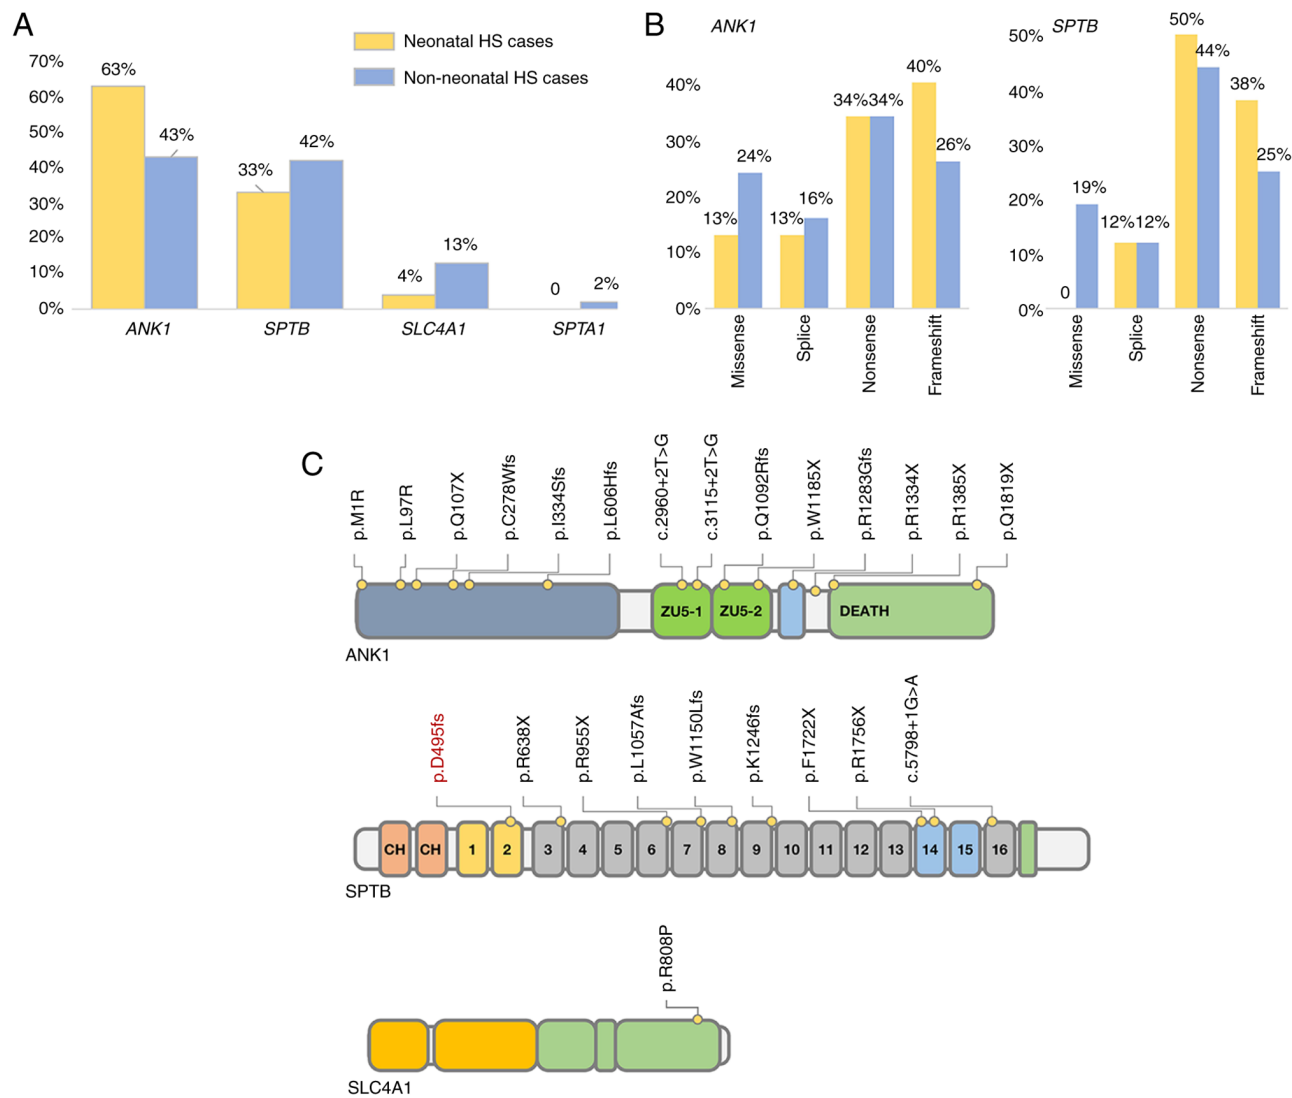 A
Neonatal HS cases
Non-neonatal HS cases
70%
60%
50%
40%
30%
20%
10%
0%
63%
43%
33%
42%
4%
13%
0
2%
ANK1
SPTB
SLC4A1
SPTA1
B
ANK1
40%
30%
20%
10%
0%
13%
24%
13%
16%
34%
34%
40%
26%
Missense
Splice
Nonsense
Frameshift
SPTB
50%
40%
30%
20%
10%
0%
0
19%
12%
12%
50%
44%
38%
25%
Missense
Splice
Nonsense
Frameshift
C
p.M1R
p.L97R
p.Q107X
p.C278Wfs
p.I334Sfs
p.L606Hfs
c.2960+2T>G
c.3115+2T>G
p.Q1092Rfs
p.W1185X
p.R1283Gfs
p.R1334X
p.R1385X
p.Q1819X
ZU5-1
ZU5-2
DEATH
ANK1
p.D495fs
p.R638X
p.R955X
p.L1057Afs
p.W1150Lfs
p.K1246fs
p.F1722X
p.R1756X
c.5798+1G>A
CH
CH
1
2
3
4
5
6
7
8
9
10
11
12
13
14
15
16
SPTB
p.R808P
SLC4A1